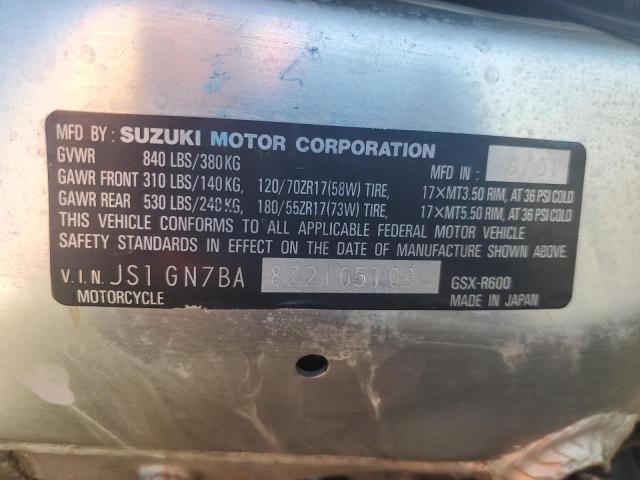 MFD BY: SUZUKI MOTOR CORPORATION
GVWR 840 LBS/380KG MFD IN: 9/01
GAWR FRONT 310 LBS/140KG, 120/70ZR17(58W) TIRE, 17×MT3.50 RIM, AT 36 PSI COLD
GAWR REAR 530 LBS/240KG, 180/55ZR17(73W) TIRE, 17×MT5.50 RIM, AT 36 PSI COLD
THIS VEHICLE CONFORMS TO ALL APPLICABLE FEDERAL MOTOR VEHICLE
SAFETY STANDARDS IN EFFECT ON THE DATE OF MANUFACTURE SHOWN ABOVE.
V.I.N. JS1GN7BA822105109 GSX-R600
MOTORCYCLE MADE IN JAPAN